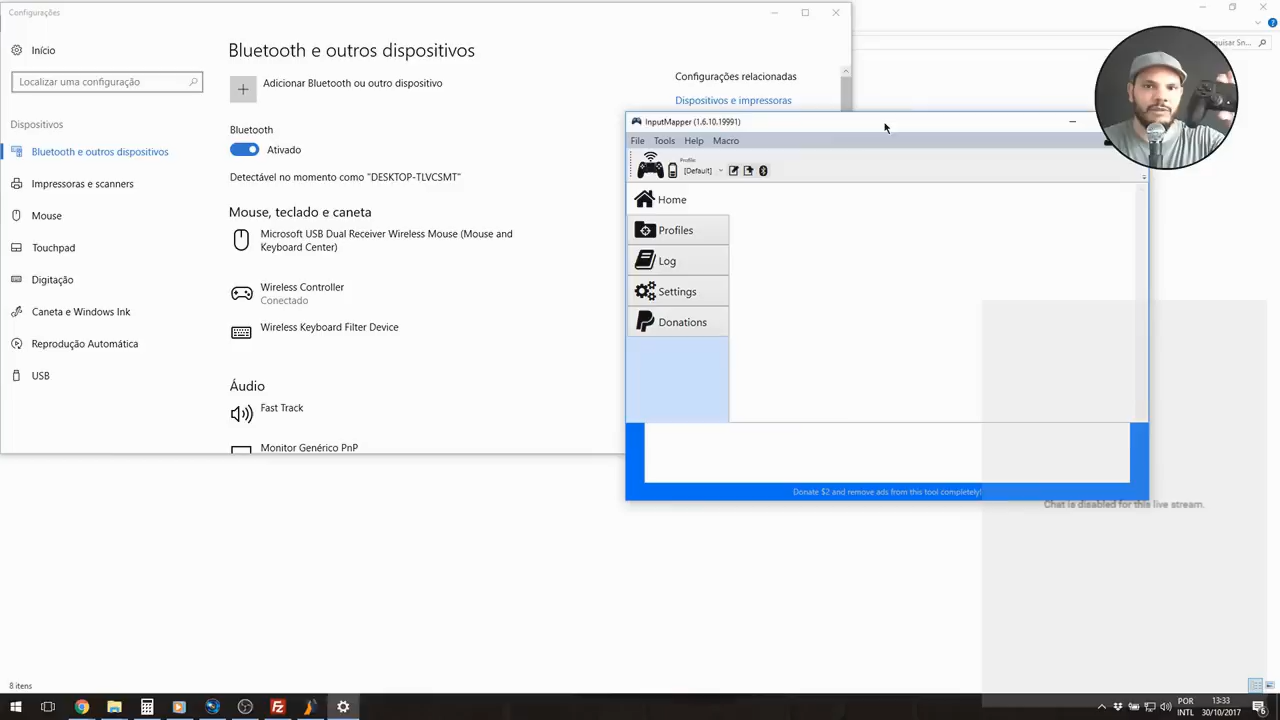 Configurações
Início
Localizar uma configuração
Dispositivos
Bluetooth e outros dispositivos
Impressoras e scanners
Mouse
Touchpad
Digitação
Caneta e Windows Ink
Reprodução Automática
USB
Bluetooth e outros dispositivos
Adicionar Bluetooth ou outro dispositivo
Bluetooth
Ativado
Detectável no momento como "DESKTOP-TLVCSMT"
Mouse, teclado e caneta
Microsoft USB Dual Receiver Wireless Mouse (Mouse and
Keyboard Center)
Wireless Controller
Conectado
Wireless Keyboard Filter Device
Áudio
Fast Track
Monitor Genérico PnP
Configurações relacionadas
Dispositivos e impressoras
Sn...
InputMapper (1.6.10.19991)
File Tools Help Macro
Profile
[Default]
Home
Profiles
Log
Settings
Donations
Donate $2 and remove ads from this tool completely!
Chat is disabled for this live stream.
8 itens
POR
INTL
13:33
30/10/2017